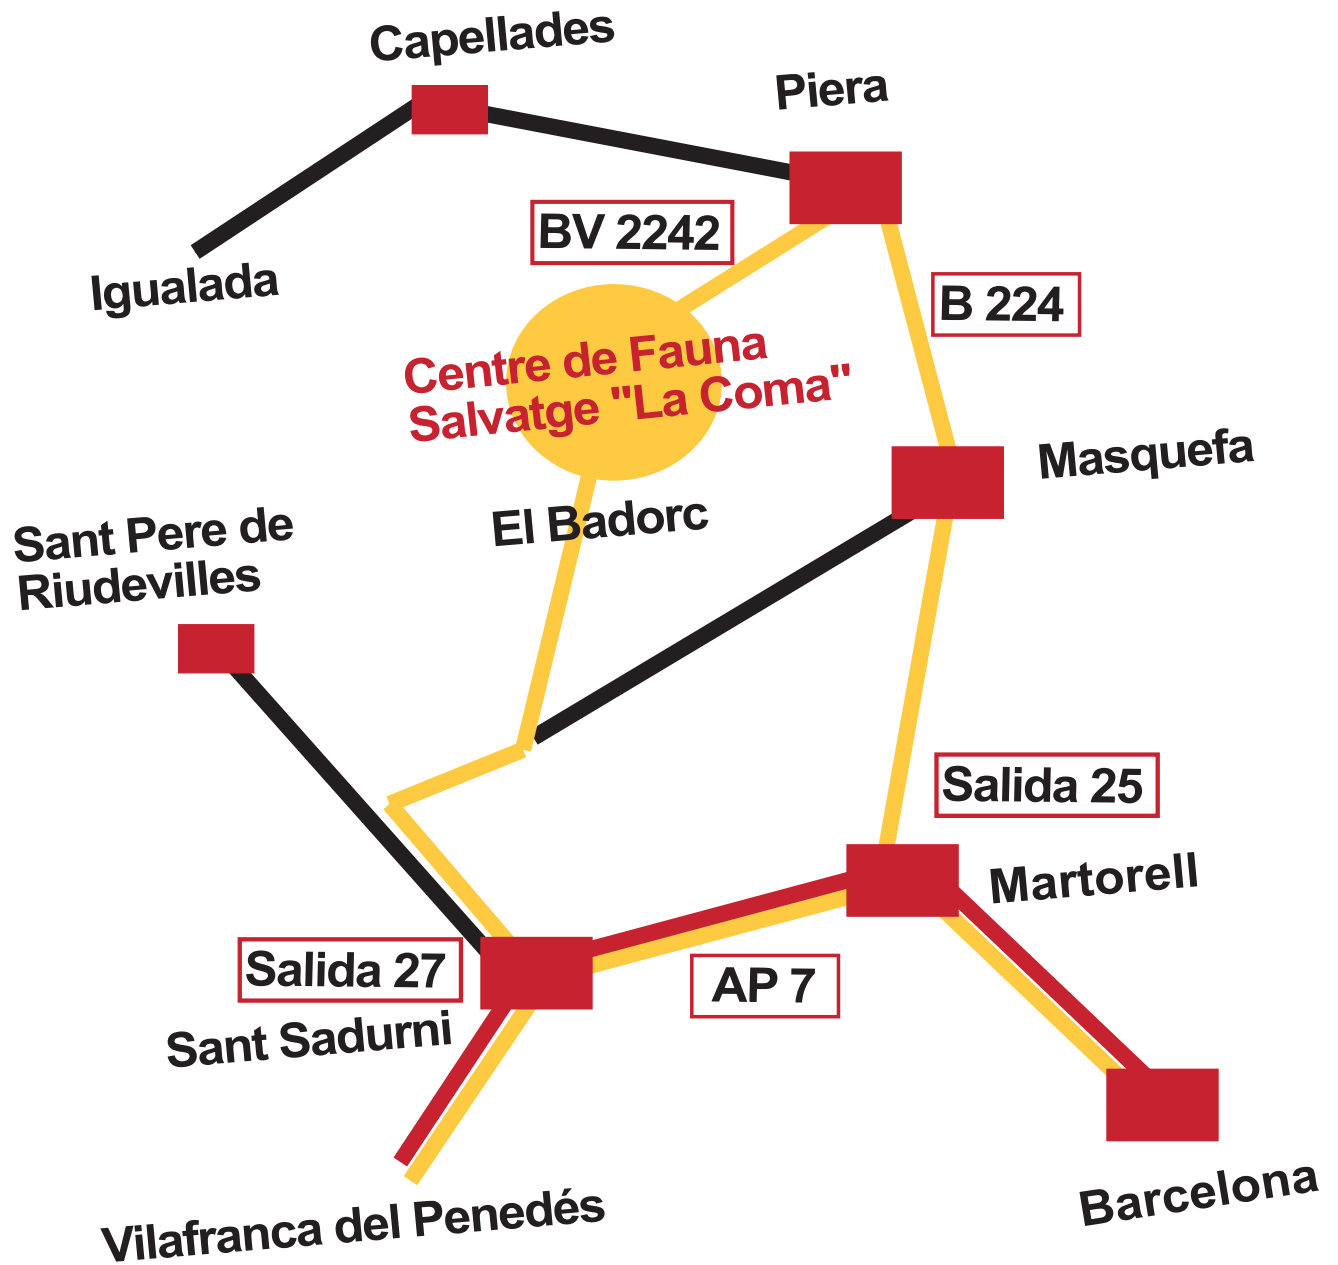 Capellades
Piera
BV 2242
Igualada
B 224
Centre de Fauna
Salvatge "La Coma"
Masquefa
El Badorc
Sant Pere de
Riudevilles
Salida 25
Martorell
Salida 27
AP 7
Sant Sadurni
Barcelona
Vilafranca del Penedés